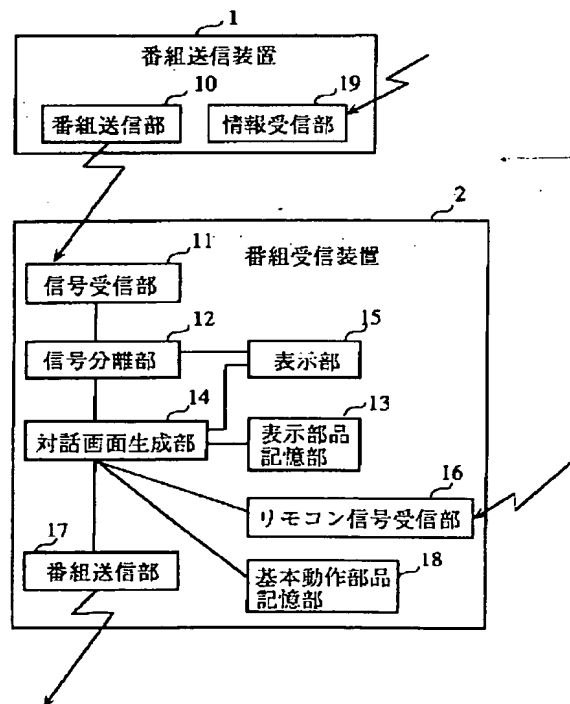 1
番組送信装置
10
19
番組送信部
情報受信部
2
番組受信装置
11
信号受信部
12
15
信号分離部
表示部
14
13
対話画面生成部
表示部品
記憶部
16
リモコン信号受信部
17
18
番組送信部
基本動作部品
記憶部